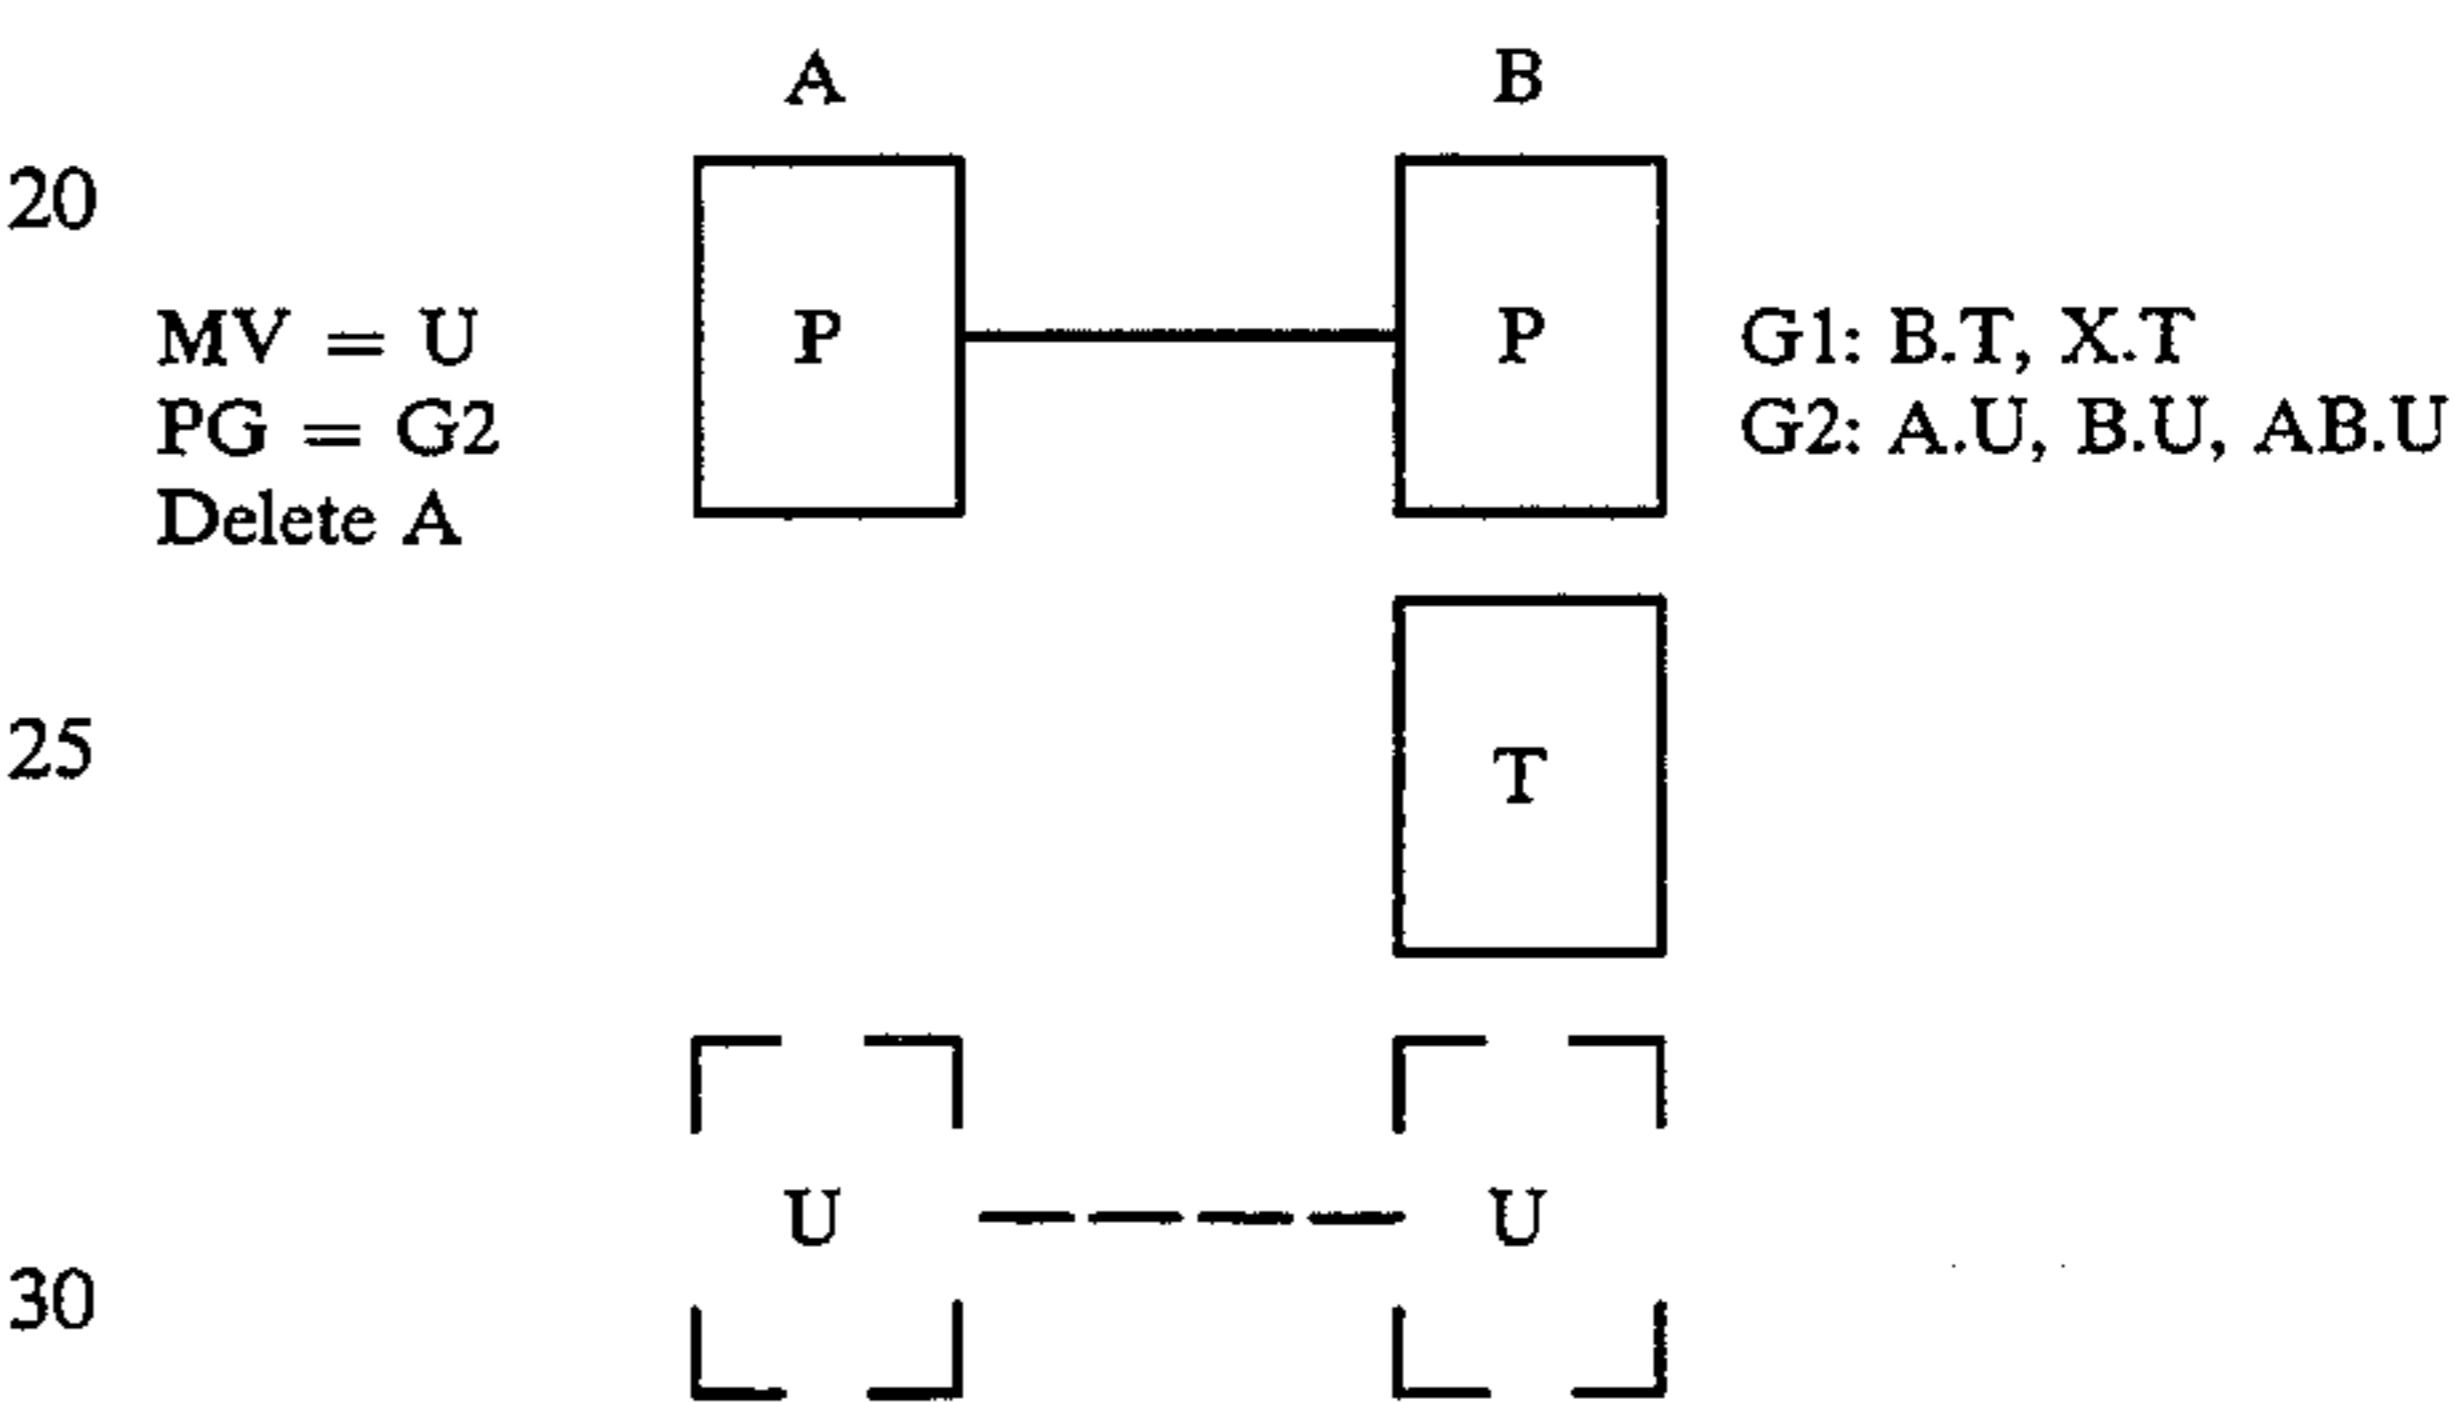 A B
20
MV = U P P G1: B.T, X.T
PG = G2 G2: A.U, B.U, AB.U
Delete A
25 T
U U
30